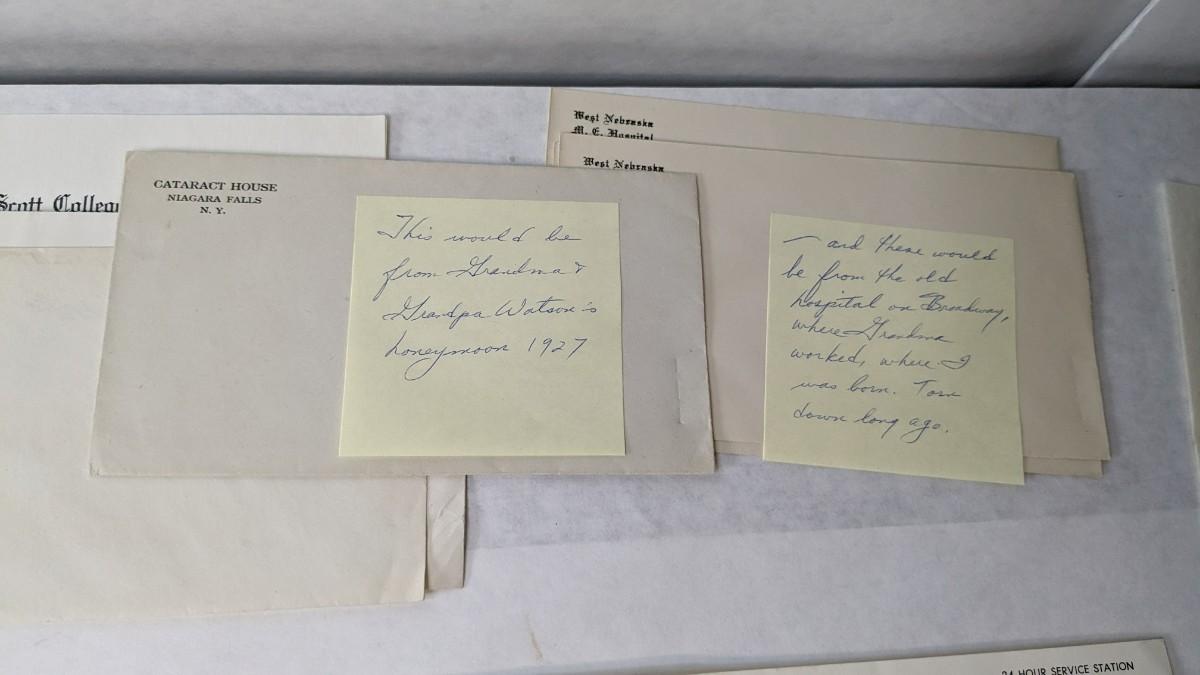 West Nebraska
M. E. Hospital
West Nebraska
Scott College
CATARACT HOUSE
NIAGARA FALLS
N. Y.
This would be
from Grandma &
Grandpa Watson's
honeymoon 1927
— and these would
be from the old
hospital on Broadway,
where Grandma
worked, where I
was born. Torn
down long ago.
24 HOUR SERVICE STATION